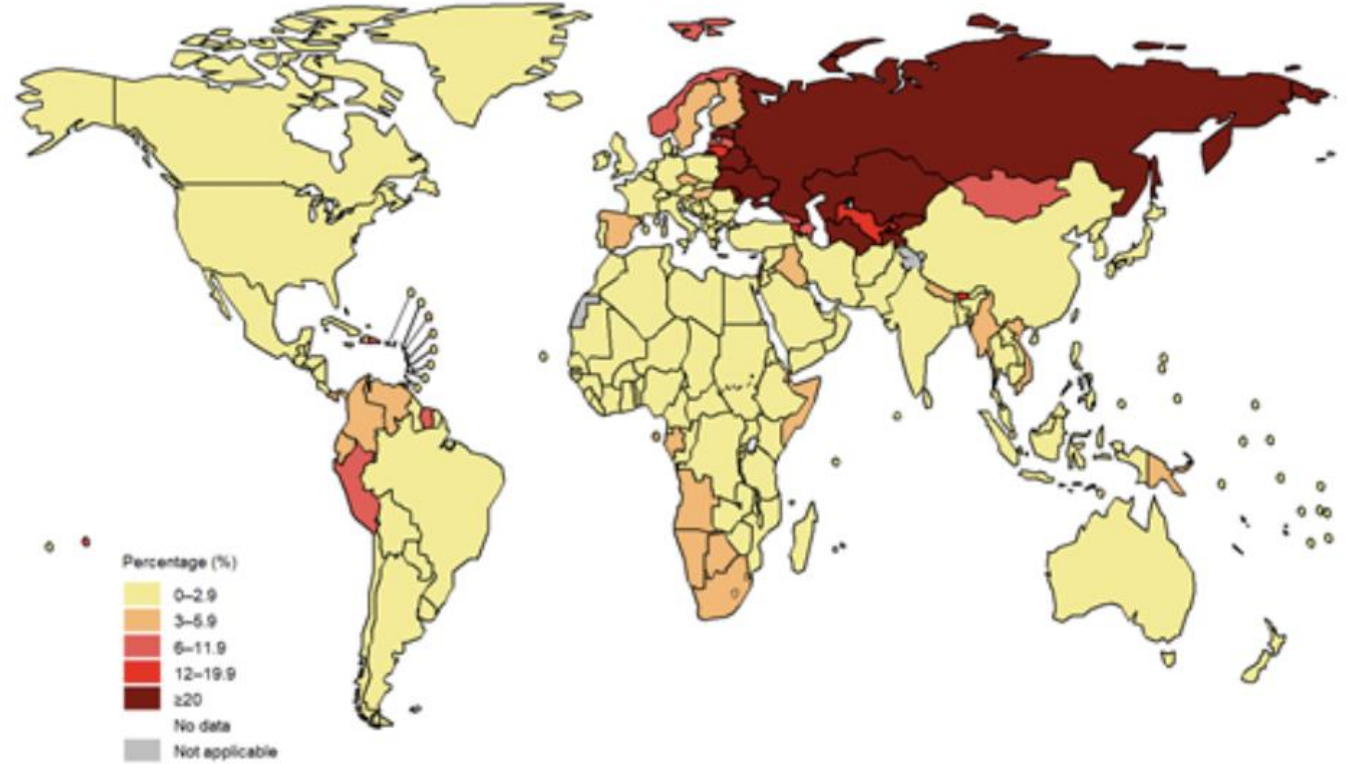 Percentage (%)
0–2.9
3–5.9
6–11.9
12–19.9
≥20
No data
Not applicable